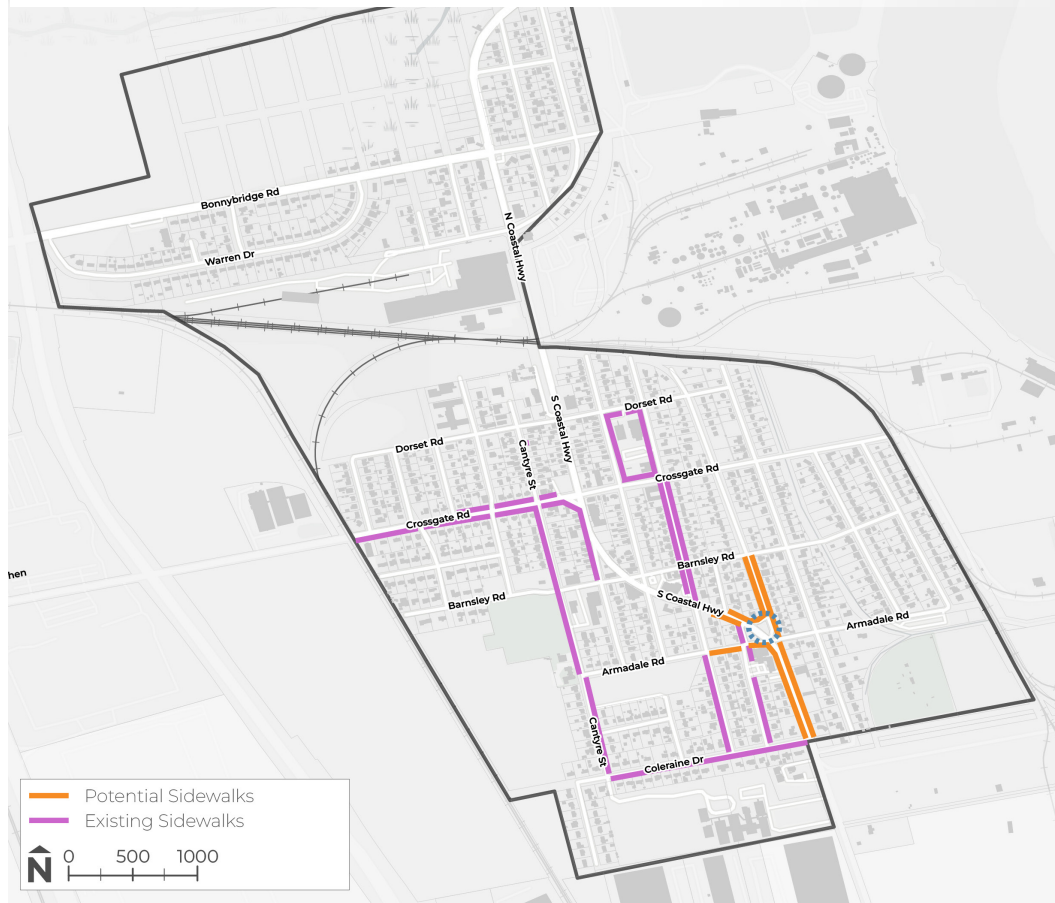 Bonnybridge Rd
Warren Dr
N Coastal Hwy
S Coastal Hwy
Dorset Rd
Dorset Rd
Cantyre St
Crossgate Rd
Crossgate Rd
hen
Barnsley Rd
Barnsley Rd
S Coastal Hwy
Armadale Rd
Armadale Rd
Cantyre St
Coleraine Dr
Potential Sidewalks
Existing Sidewalks
N
0 500 1000